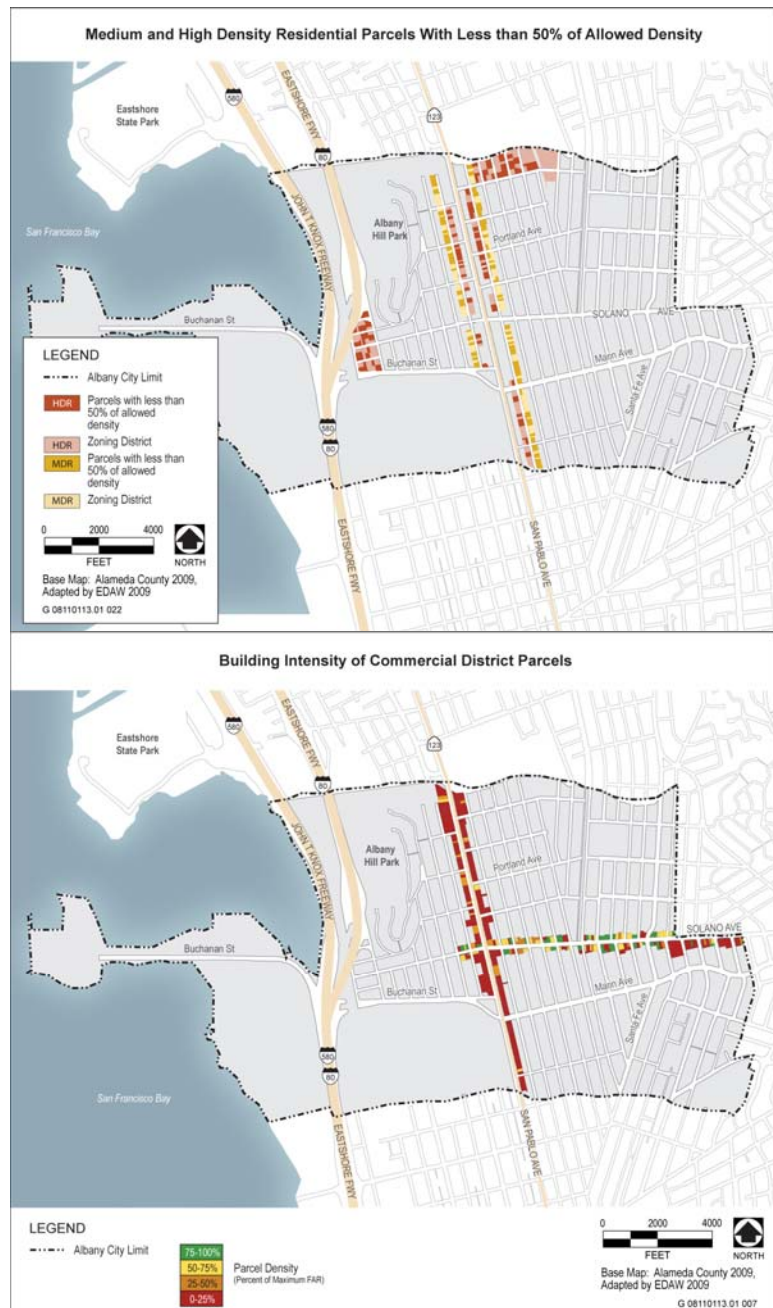 Medium and High Density Residential Parcels With Less than 50% of Allowed Density
Eastshore
State Park
580
EASTSHORE FWY
80
123
JOHN T KNOX FREEWAY
Albany
Hill Park
San Francisco Bay
Portland Ave
Buchanan St
SOLANO AVE
Buchanan St
Marin Ave
Santa Fe Ave
580
80
EASTSHORE FWY
SAN PABLO AVE
LEGEND
Albany City Limit
HDR Parcels with less than
50% of allowed
density
HDR Zoning District
MDR Parcels with less than
50% of allowed
density
MDR Zoning District
0 2000 4000
FEET
NORTH
Base Map: Alameda County 2009,
Adapted by EDAW 2009
G 08110113.01 022
Building Intensity of Commercial District Parcels
Eastshore
State Park
580
EASTSHORE FWY
80
123
JOHN T KNOX FREEWAY
Albany
Hill Park
Portland Ave
SOLANO AVE
Buchanan St
Buchanan St
Marin Ave
Santa Fe Ave
580
80
San Francisco Bay
EASTSHORE FWY
SAN PABLO AVE
LEGEND
Albany City Limit
75-100%
50-75%
25-50%
0-25%
Parcel Density
(Percent of Maximum FAR)
0 2000 4000
FEET
NORTH
Base Map: Alameda County 2009,
Adapted by EDAW 2009
G 08110113.01 007